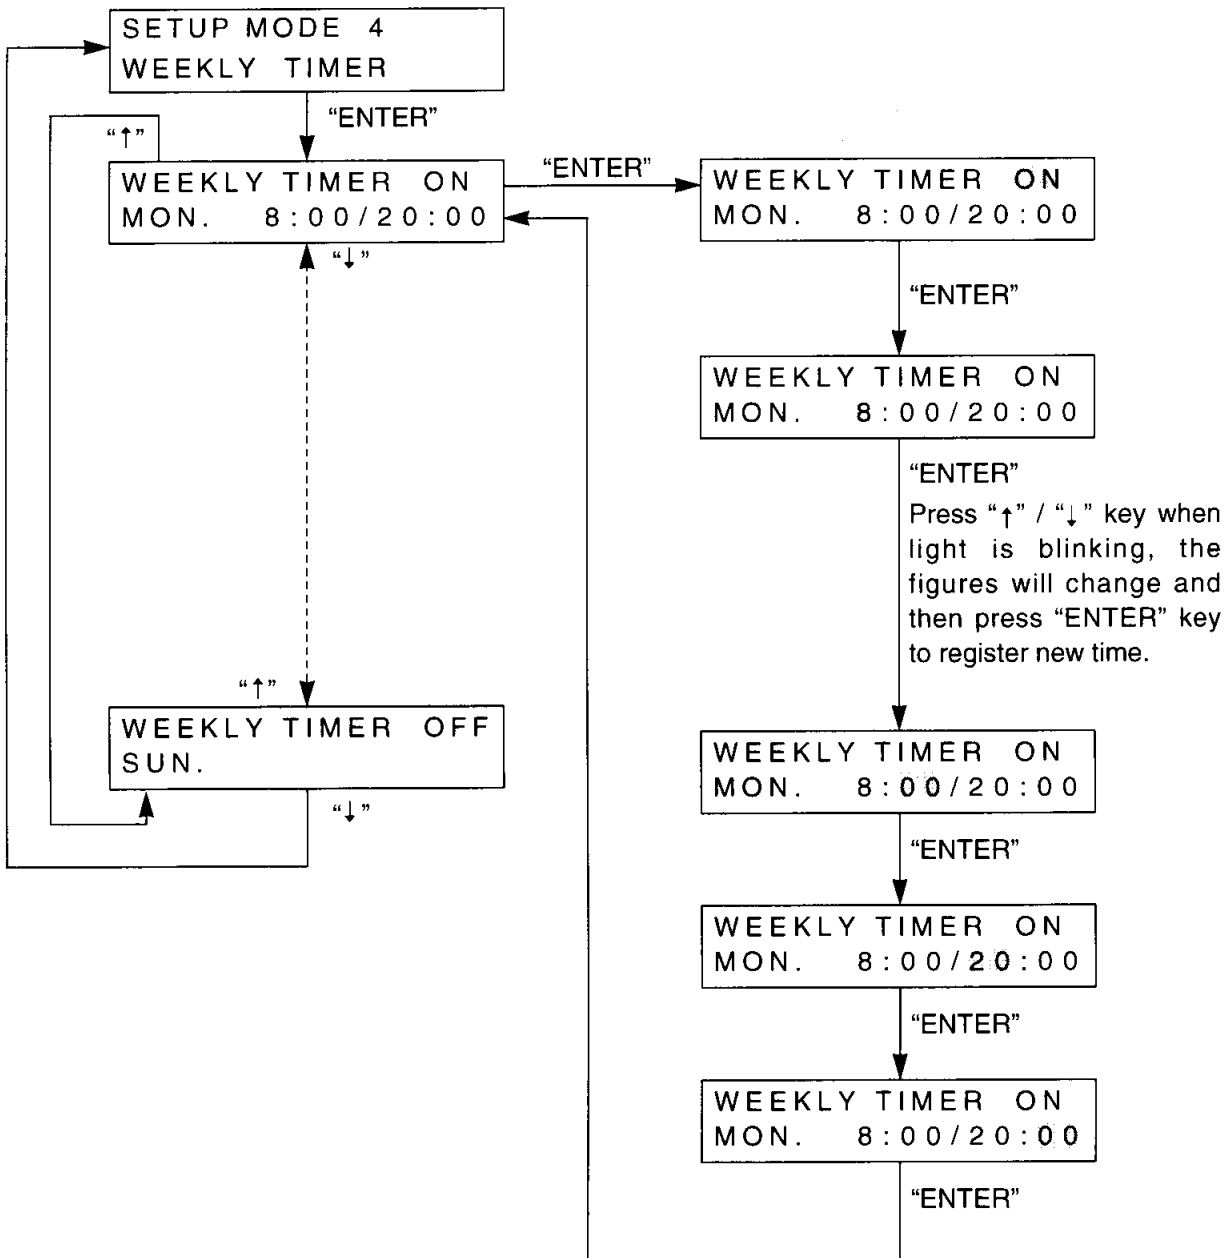 SETUP MODE 4
WEEKLY TIMER
“ENTER”
“↑”
WEEKLY TIMER ON
MON. 8:00/20:00
“↓”
“↑”
WEEKLY TIMER OFF
SUN.
“↓”
“ENTER”
WEEKLY TIMER ON
MON. 8:00/20:00
“ENTER”
WEEKLY TIMER ON
MON. 8:00/20:00
“ENTER”
Press “↑” / “↓” key when
light is blinking, the
figures will change and
then press “ENTER” key
to register new time.
WEEKLY TIMER ON
MON. 8:00/20:00
“ENTER”
WEEKLY TIMER ON
MON. 8:00/20:00
“ENTER”
WEEKLY TIMER ON
MON. 8:00/20:00
“ENTER”